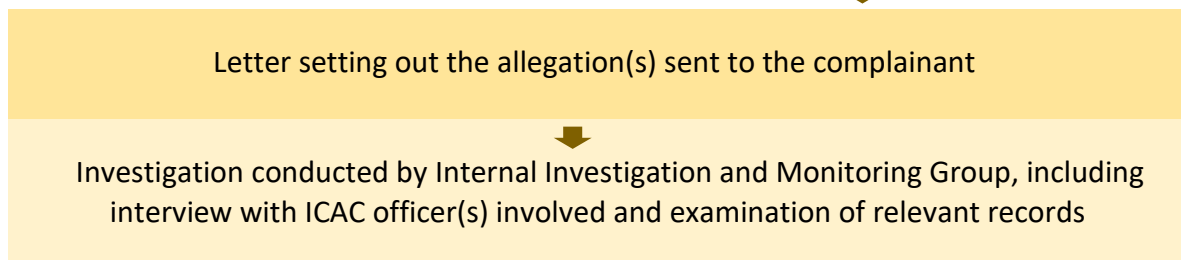 Letter setting out the allegation(s) sent to the complainant
Investigation conducted by Internal Investigation and Monitoring Group, including
interview with ICAC officer(s) involved and examination of relevant records